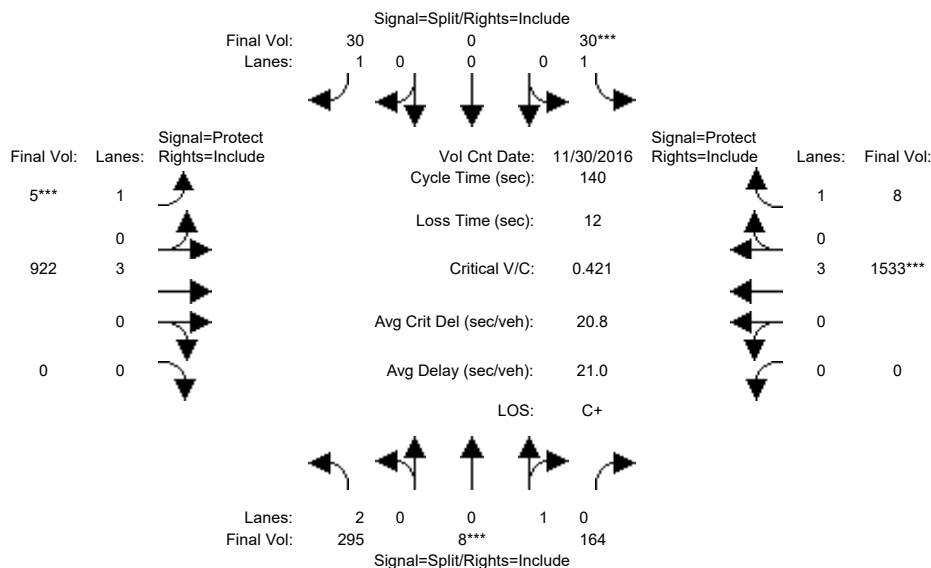 Signal=Split/Rights=Include
Final Vol: 30 0 30***
Lanes: 1 0 0 0 1
Signal=Protect Signal=Protect
Final Vol: Lanes: Rights=Include Vol Cnt Date: 11/30/2016 Rights=Include Lanes: Final Vol:
Cycle Time (sec): 140
5*** 1 1 8
Loss Time (sec): 12
0 0
922 3 Critical V/C: 0.421 3 1533***
0 Avg Crit Del (sec/veh): 20.8 0
0 0 Avg Delay (sec/veh): 21.0 0 0
LOS: C+
Lanes: 2 0 0 1 0
Final Vol: 295 8*** 164
Signal=Split/Rights=Include